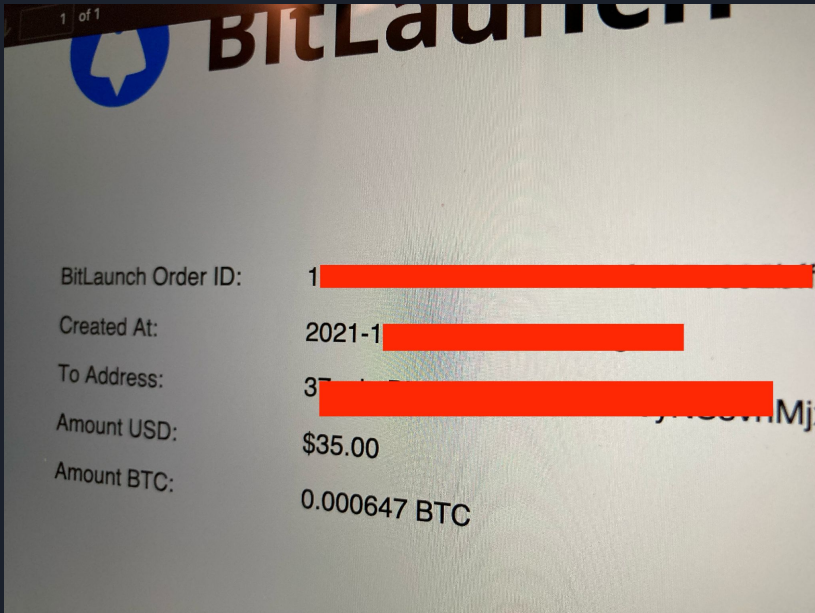 1 of 1
BitLaunch
BitLaunch Order ID: 1
Created At: 2021-1
To Address: 37
Amount USD: $35.00
Amount BTC: 0.000647 BTC